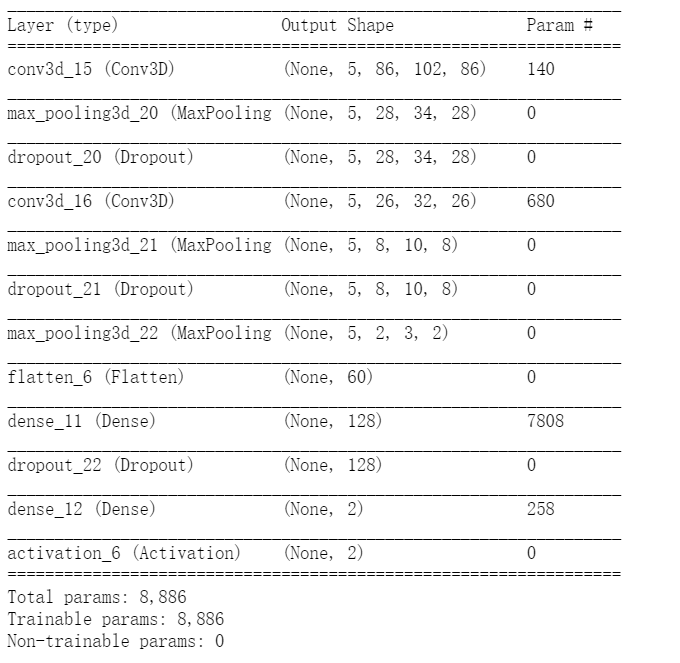 Layer (type) Output Shape Param #
=================================================================
conv3d_15 (Conv3D) (None, 5, 86, 102, 86) 140
_________________________________________________________________
max_pooling3d_20 (MaxPooling (None, 5, 28, 34, 28) 0
_________________________________________________________________
dropout_20 (Dropout) (None, 5, 28, 34, 28) 0
_________________________________________________________________
conv3d_16 (Conv3D) (None, 5, 26, 32, 26) 680
_________________________________________________________________
max_pooling3d_21 (MaxPooling (None, 5, 8, 10, 8) 0
_________________________________________________________________
dropout_21 (Dropout) (None, 5, 8, 10, 8) 0
_________________________________________________________________
max_pooling3d_22 (MaxPooling (None, 5, 2, 3, 2) 0
_________________________________________________________________
flatten_6 (Flatten) (None, 60) 0
_________________________________________________________________
dense_11 (Dense) (None, 128) 7808
_________________________________________________________________
dropout_22 (Dropout) (None, 128) 0
_________________________________________________________________
dense_12 (Dense) (None, 2) 258
_________________________________________________________________
activation_6 (Activation) (None, 2) 0
=================================================================
Total params: 8,886
Trainable params: 8,886
Non-trainable params: 0